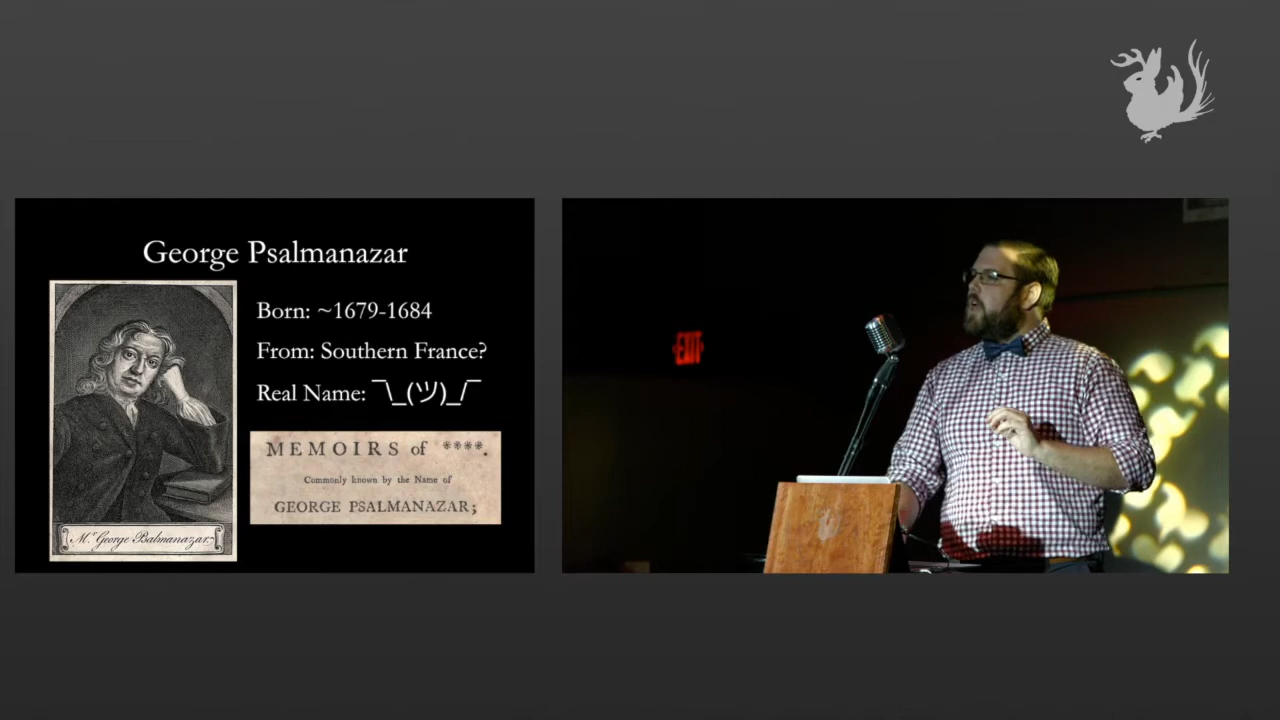 George Psalmanazar
Born: ~1679-1684
From: Southern France?
Real Name: ¯\_(ツ)_/¯
MEMOIRS of ****.
Commonly known by the Name of
GEORGE PSALMANAZAR;
Mr. George Psalmanazar.
EXIT